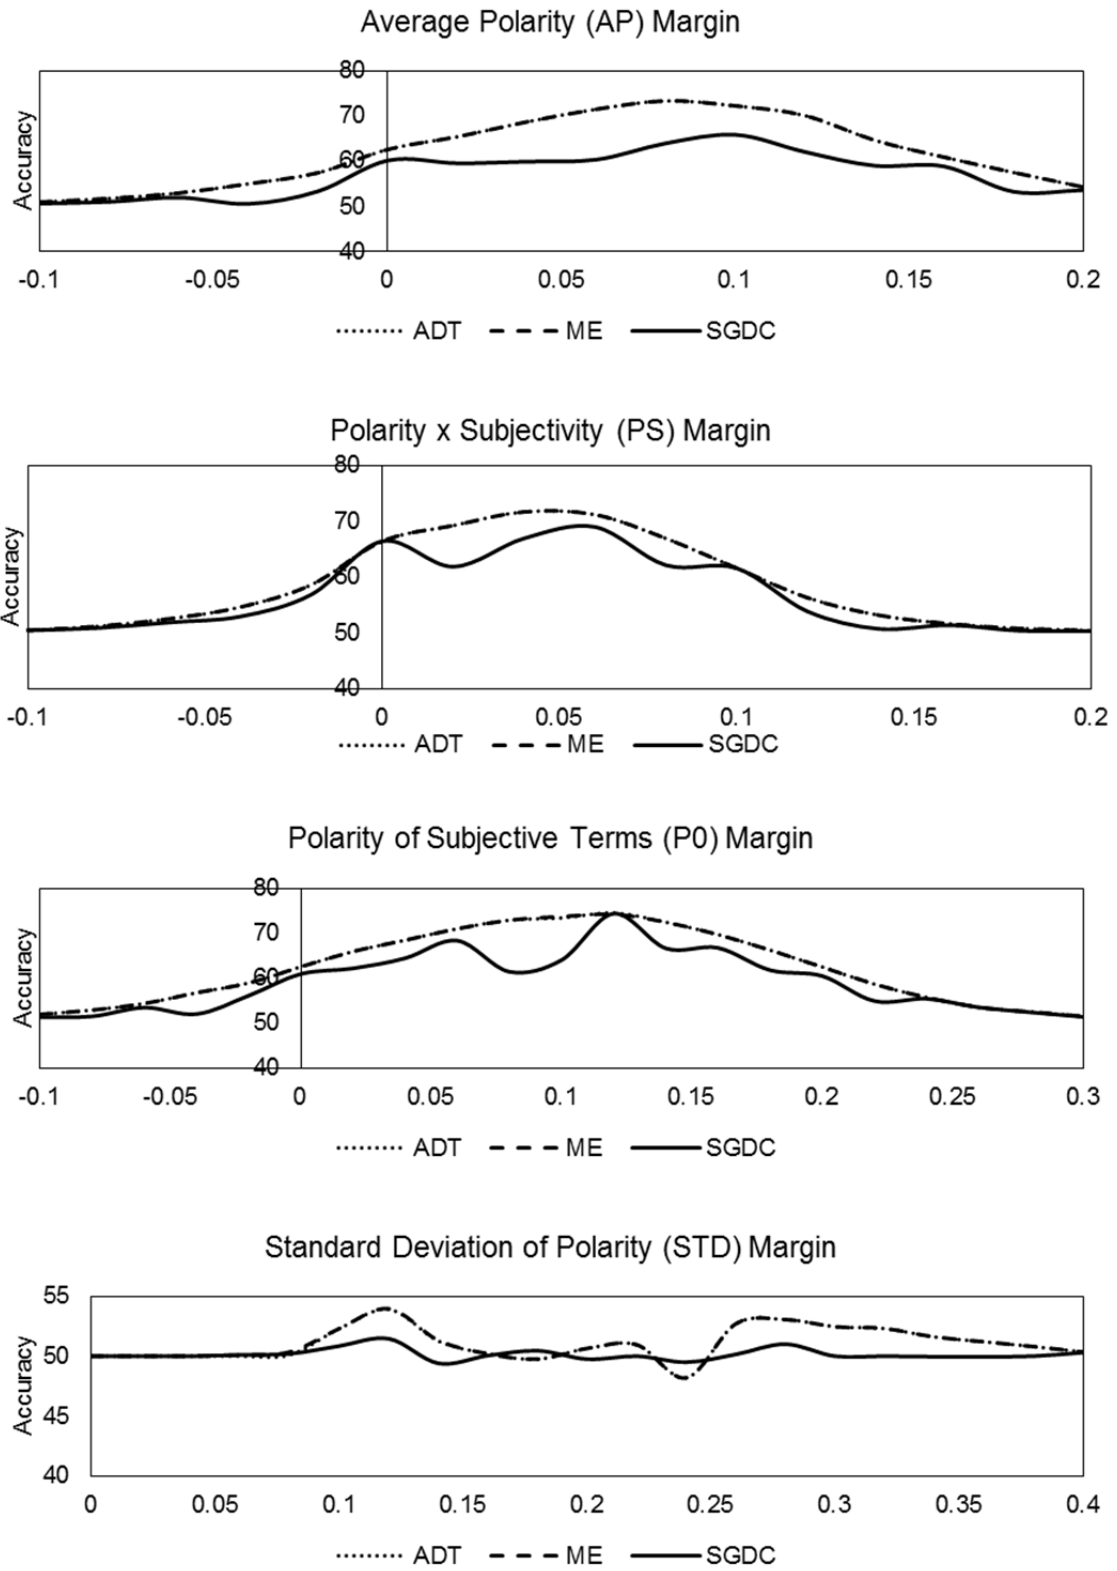 Average Polarity (AP) Margin
80
70
60
50
40
Accuracy
-0.1 -0.05 0 0.05 0.1 0.15 0.2
ADT ME SGDC
Polarity x Subjectivity (PS) Margin
80
70
60
50
40
Accuracy
-0.1 -0.05 0 0.05 0.1 0.15 0.2
ADT ME SGDC
Polarity of Subjective Terms (P0) Margin
80
70
60
50
40
Accuracy
-0.1 -0.05 0 0.05 0.1 0.15 0.2 0.25 0.3
ADT ME SGDC
Standard Deviation of Polarity (STD) Margin
55
50
45
40
Accuracy
0 0.05 0.1 0.15 0.2 0.25 0.3 0.35 0.4
ADT ME SGDC